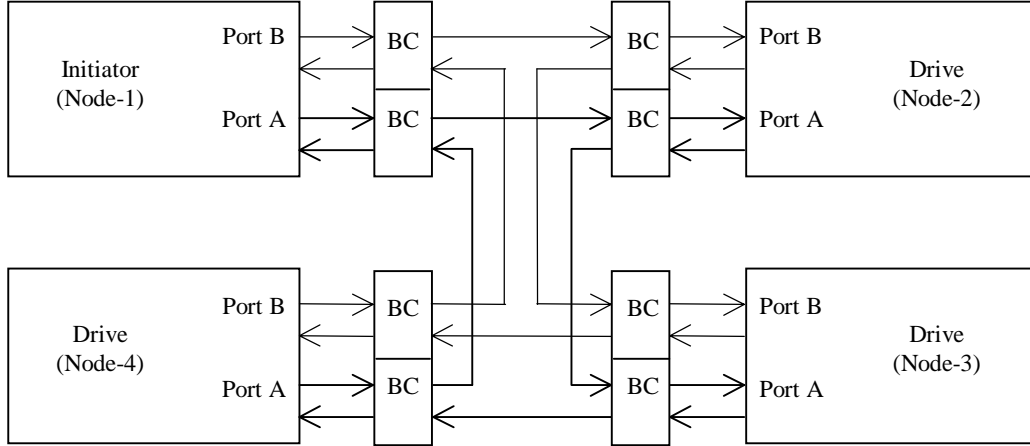 Port B
BC
BC
Port B
Initiator
(Node-1)
Drive
(Node-2)
Port A
BC
BC
Port A
Port B
BC
BC
Port B
Drive
(Node-4)
Drive
(Node-3)
Port A
BC
BC
Port A